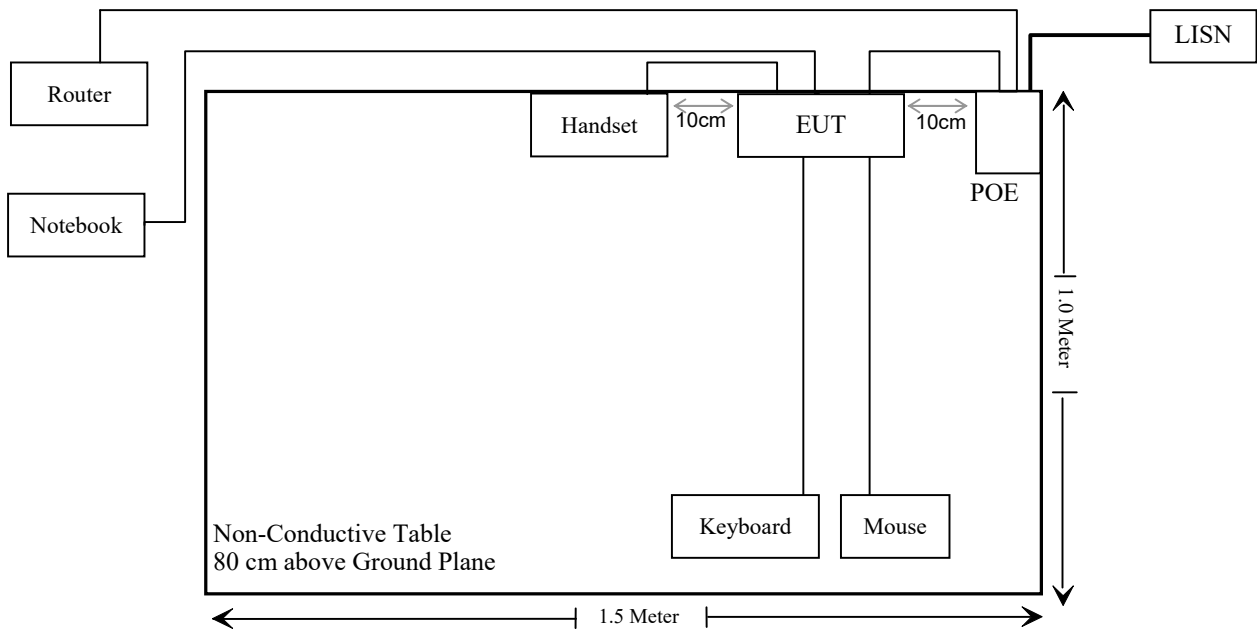 LISN
Router
Handset
10cm
EUT
10cm
POE
Notebook
1.0 Meter
Keyboard
Mouse
Non-Conductive Table
80 cm above Ground Plane
1.5 Meter